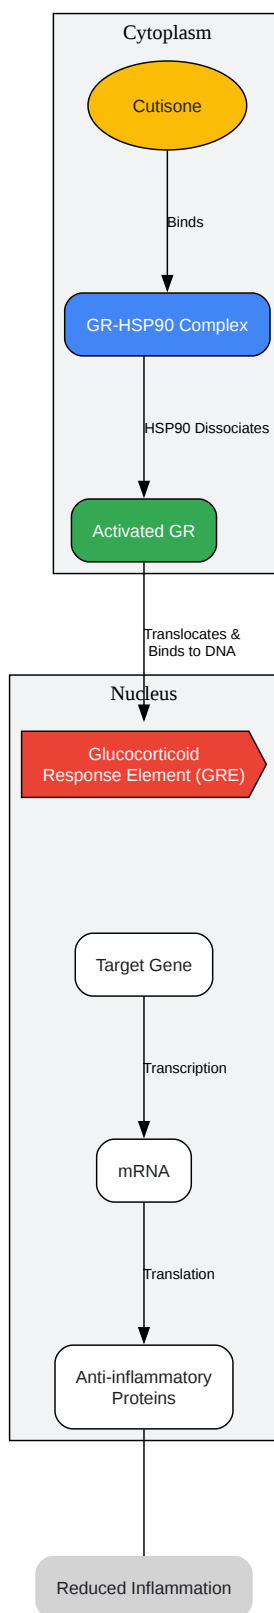 Cytoplasm
Cutisone
Binds
GR-HSP90 Complex
HSP90 Dissociates
Activated GR
Translocates &
Binds to DNA
Nucleus
Glucocorticoid
Response Element (GRE)
Target Gene
Transcription
mRNA
Translation
Anti-inflammatory
Proteins
Reduced Inflammation